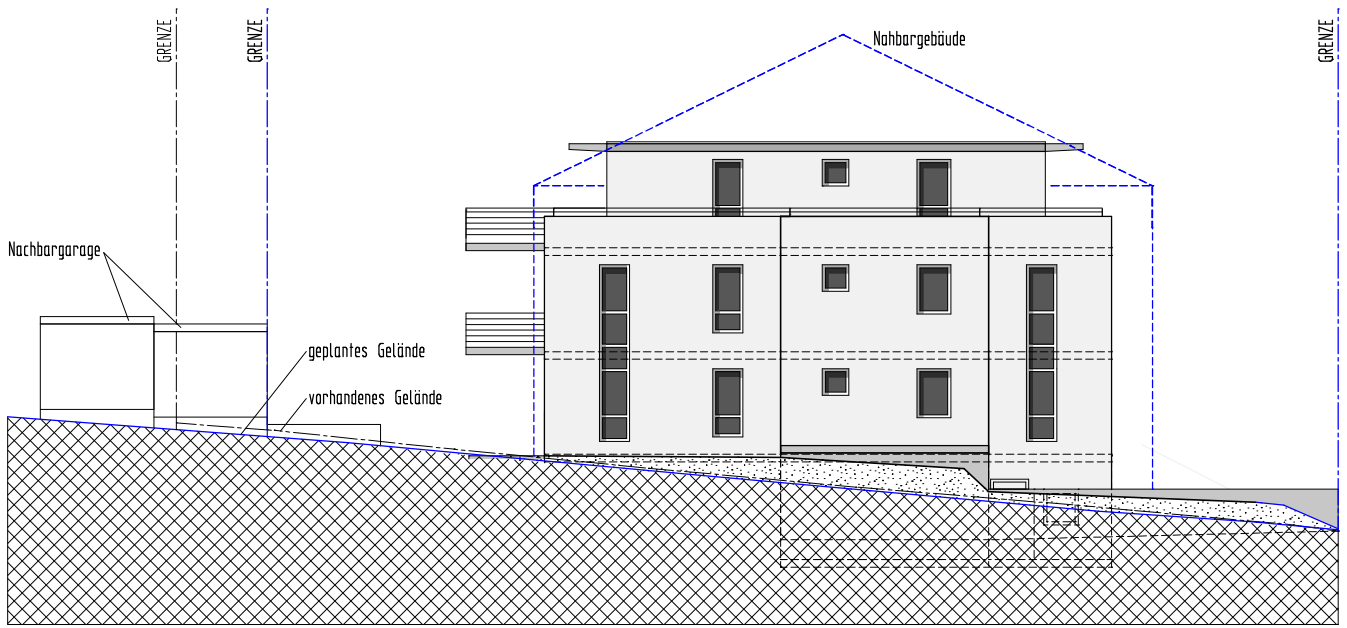 GRENZE
GRENZE
Nahbargebäude
GRENZE
Nachbargarage
geplantes Gelände
vorhandenes Gelände